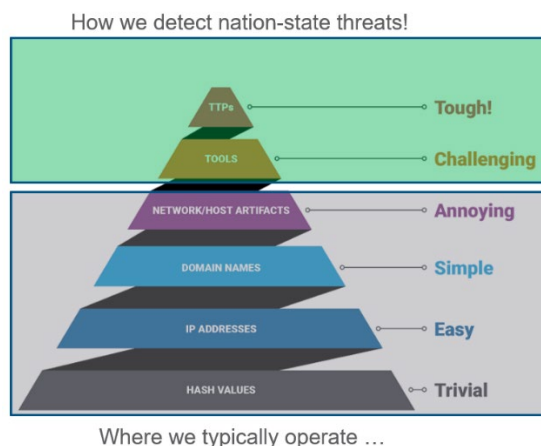 How we detect nation-state threats!
TTPs Tough!
TOOLS Challenging
NETWORK/HOST ARTIFACTS Annoying
DOMAIN NAMES Simple
IP ADDRESSES Easy
HASH VALUES Trivial
Where we typically operate ...